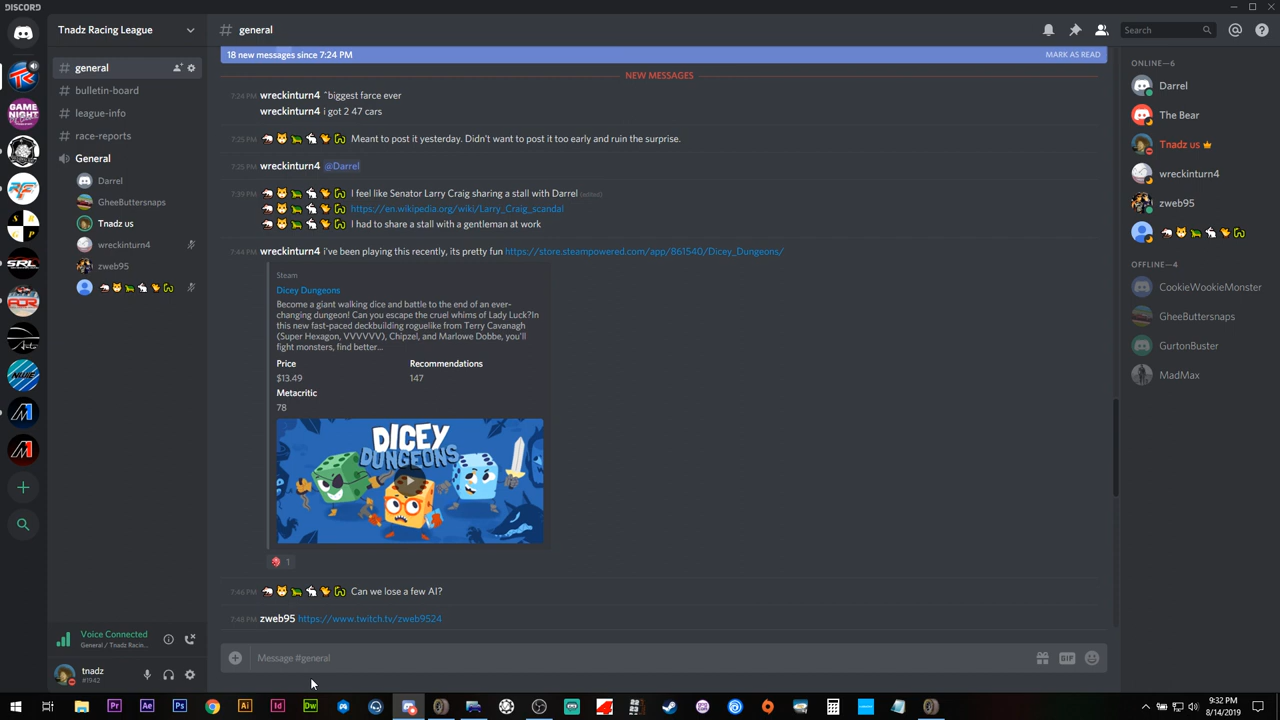 DISCORD
Tnadz Racing League
# general
Search
18 new messages since 7:24 PM
MARK AS READ
NEW MESSAGES
# general
# bulletin-board
# league-info
# race-reports
General
Darrel
GheeButtersnaps
Tnadz us
wreckinturn4
zweb95
7:24 PM wreckinturn4 ^biggest farce ever
wreckinturn4 i got 2 47 cars
7:25 PM Meant to post it yesterday. Didn't want to post it too early and ruin the surprise.
7:25 PM wreckinturn4 @Darrel
7:39 PM I feel like Senator Larry Craig sharing a stall with Darrel (edited)
https://en.wikipedia.org/wiki/Larry_Craig_scandal
I had to share a stall with a gentleman at work
7:44 PM wreckinturn4 i've been playing this recently, its pretty fun https://store.steampowered.com/app/861540/Dicey_Dungeons/
Steam
Dicey Dungeons
Become a giant walking dice and battle to the end of an ever-
changing dungeon! Can you escape the cruel whims of Lady Luck?In
this new fast-paced deckbuilding roguelike from Terry Cavanagh
(Super Hexagon, VVVVVV), Chipzel, and Marlowe Dobbe, you'll
fight monsters, find better...
Price
Recommendations
$13.49
147
Metacritic
78
DICEY
DUNGEONS
1
7:46 PM Can we lose a few AI?
7:48 PM zweb95 https://www.twitch.tv/zweb9524
Message #general
GIF
ONLINE—6
Darrel
The Bear
Tnadz us
wreckinturn4
zweb95
OFFLINE—4
CookieWookieMonster
GheeButtersnaps
GurtonBuster
MadMax
Voice Connected
General / Tnadz Racin...
tnadz
#1942
GAME
NIGHT
SRL
Pr
Ae
Ps
Ai
Id
Dw
9:32 PM
8/14/2019